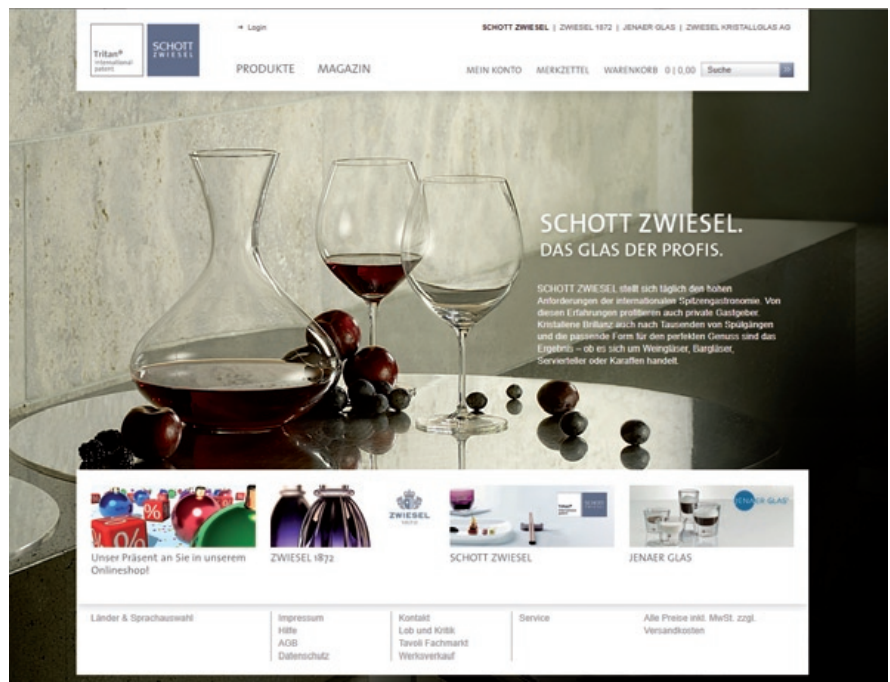 Tritan®
international
patent
SCHOTT
ZWIESEL
Login
SCHOTT ZWIESEL | ZWIESEL 1872 | JENAER GLAS | ZWIESEL KRISTALLGLAS AG
PRODUKTE MAGAZIN
MEIN KONTO MERKZETTEL WARENKORB 0 | 0,00 Suche
SCHOTT ZWIESEL.
DAS GLAS DER PROFIS.
SCHOTT ZWIESEL stellt sich täglich den hohen
Anforderungen der internationalen Spitzengastronomie. Von
diesen Erfahrungen profitieren auch private Gastgeber.
Kristallene Brillianz auch nach Tausenden von Spülgängen
und die passende Form für den perfekten Genuss sind das
Ergebnis – ob es sich um Weingläser, Bargläser,
Servierteller oder Karaffen handelt.
% % %
ZWIESEL
1872
Tritan®
SCHOTT
ZWIESEL
JENAER GLAS®
Unser Präsent an Sie in unserem
Onlineshop!
ZWIESEL 1872
SCHOTT ZWIESEL
JENAER GLAS
Länder & Sprachauswahl
Impressum
Hilfe
AGB
Datenschutz
Kontakt
Lob und Kritik
Tavoli Fachmarkt
Werksverkauf
Service
Alle Preise inkl. MwSt. zzgl.
Versandkosten